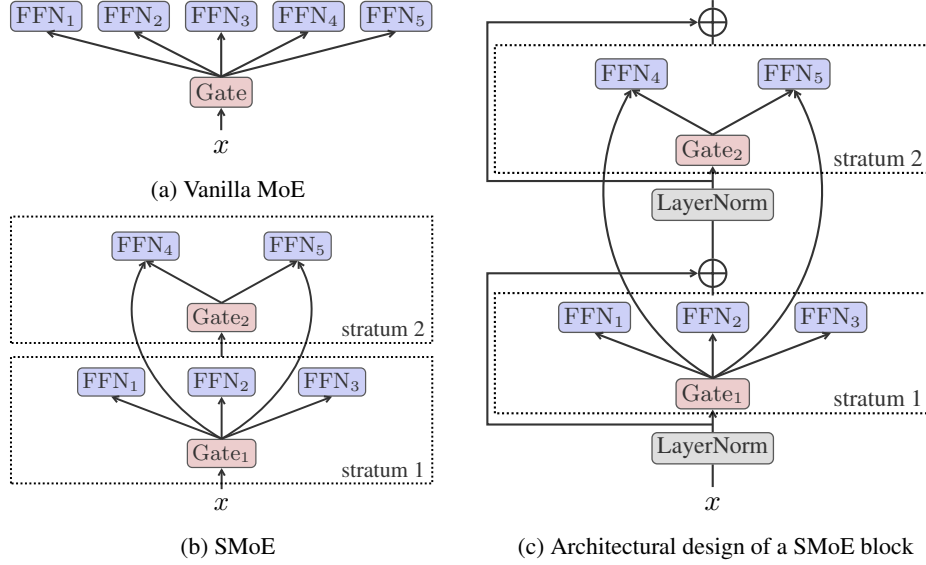 FFN₁ FFN₂ FFN₃ FFN₄ FFN₅
Gate
x
(a) Vanilla MoE
FFN₄ FFN₅
Gate₂
stratum 2
FFN₁ FFN₂ FFN₃
Gate₁
stratum 1
x
(b) SMoE
FFN₄ FFN₅
Gate₂
stratum 2
LayerNorm
FFN₁ FFN₂ FFN₃
Gate₁
stratum 1
LayerNorm
x
(c) Architectural design of a SMoE block